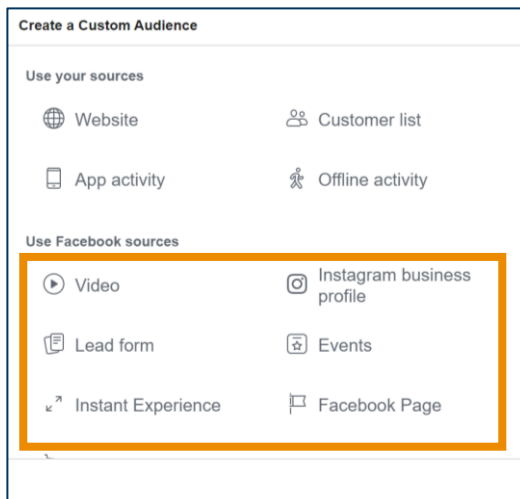 Create a Custom Audience
Use your sources
Website
Customer list
App activity
Offline activity
Use Facebook sources
Video
Instagram business
profile
Lead form
Events
Instant Experience
Facebook Page